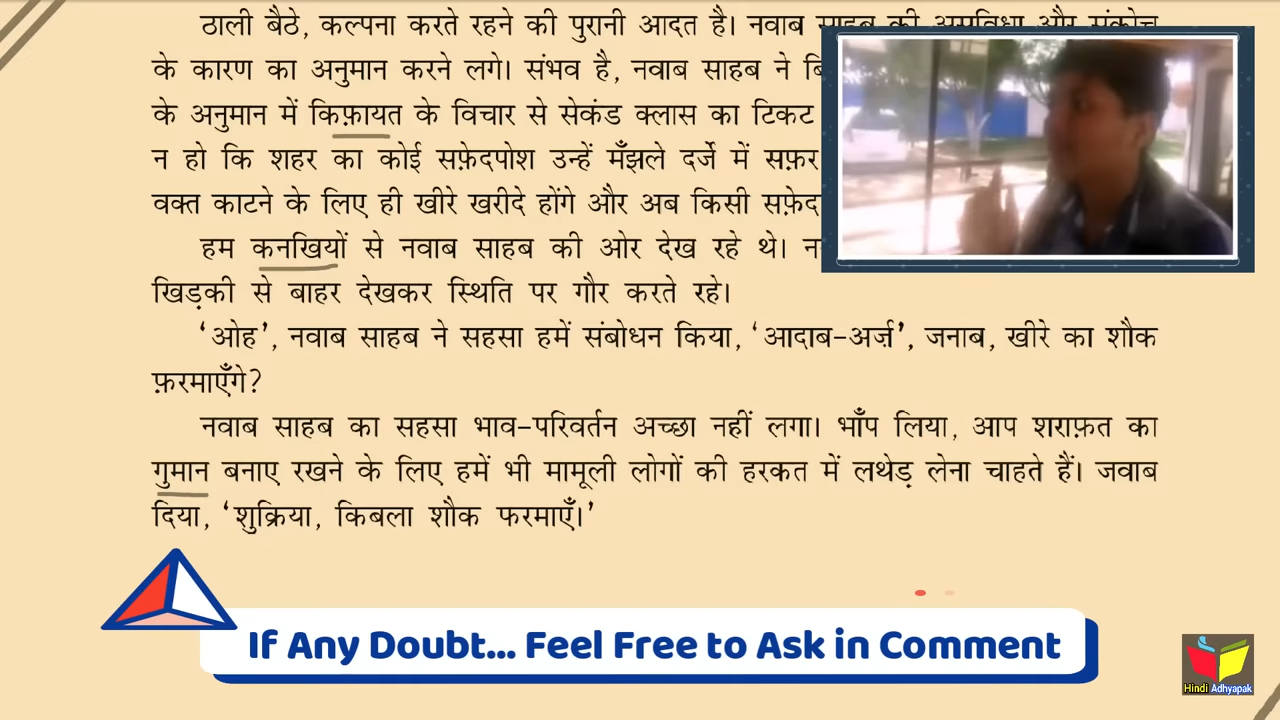 ठाली बैठे, कल्पना करते रहने की पुरानी आदत है। नवाब साहब की असुविधा और संकोच
के कारण का अनुमान करने लगे। संभव है, नवाब साहब ने
के अनुमान में किफ़ायत के विचार से सेकंड क्लास का टिकट
न हो कि शहर का कोई सफ़ेदपोश उन्हें मँझले दर्जे में सफ़र
वक्त काटने के लिए ही खीरे खरीदे होंगे और अब किसी
हम कनखियों से नवाब साहब की ओर देख रहे थे।
खिड़की से बाहर देखकर स्थिति पर गौर करते रहे।
‘ओह’, नवाब साहब ने सहसा हमें संबोधन किया, ‘आदाब-अर्ज़’, जनाब, खीरे का शौक
फ़रमाएँगे?
नवाब साहब का सहसा भाव-परिवर्तन अच्छा नहीं लगा। भाँप लिया, आप शराफ़त का
गुमान बनाए रखने के लिए हमें भी मामूली लोगों की हरकत में लथेड़ लेना चाहते हैं। जवाब
दिया, ‘शुक्रिया, किबला शौक फरमाएँ।’
If Any Doubt... Feel Free to Ask in Comment
Hindi Adhyapak